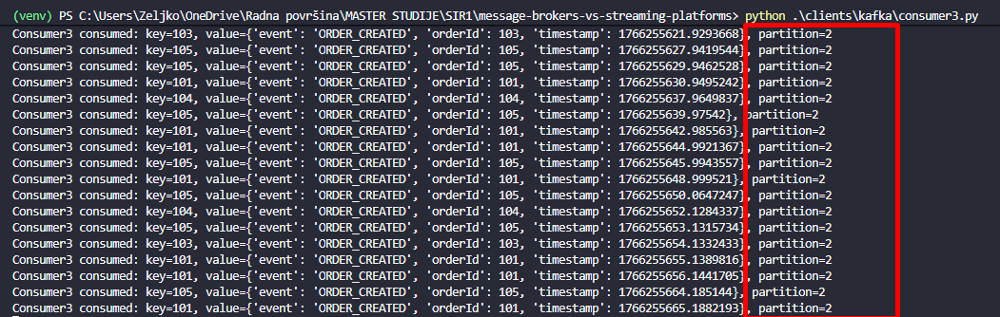 (venv) PS C:\Users\Zeljko\OneDrive\Radna površina\MASTER STUDIJE\SIR1\message-brokers-vs-streaming-platforms> python .\clients\kafka\consumer3.py
Consumer3 consumed: key=103, value={'event': 'ORDER_CREATED', 'orderId': 103, 'timestamp': 1766255621.9293668}, partition=2
Consumer3 consumed: key=105, value={'event': 'ORDER_CREATED', 'orderId': 105, 'timestamp': 1766255627.9419544}, partition=2
Consumer3 consumed: key=105, value={'event': 'ORDER_CREATED', 'orderId': 105, 'timestamp': 1766255629.9462528}, partition=2
Consumer3 consumed: key=101, value={'event': 'ORDER_CREATED', 'orderId': 101, 'timestamp': 1766255630.9495242}, partition=2
Consumer3 consumed: key=104, value={'event': 'ORDER_CREATED', 'orderId': 104, 'timestamp': 1766255637.9649837}, partition=2
Consumer3 consumed: key=105, value={'event': 'ORDER_CREATED', 'orderId': 105, 'timestamp': 1766255639.97542}, partition=2
Consumer3 consumed: key=101, value={'event': 'ORDER_CREATED', 'orderId': 101, 'timestamp': 1766255642.985563}, partition=2
Consumer3 consumed: key=101, value={'event': 'ORDER_CREATED', 'orderId': 101, 'timestamp': 1766255644.9921367}, partition=2
Consumer3 consumed: key=105, value={'event': 'ORDER_CREATED', 'orderId': 105, 'timestamp': 1766255645.9943557}, partition=2
Consumer3 consumed: key=101, value={'event': 'ORDER_CREATED', 'orderId': 101, 'timestamp': 1766255648.999521}, partition=2
Consumer3 consumed: key=105, value={'event': 'ORDER_CREATED', 'orderId': 105, 'timestamp': 1766255650.0647247}, partition=2
Consumer3 consumed: key=104, value={'event': 'ORDER_CREATED', 'orderId': 104, 'timestamp': 1766255652.1284337}, partition=2
Consumer3 consumed: key=105, value={'event': 'ORDER_CREATED', 'orderId': 105, 'timestamp': 1766255653.1315734}, partition=2
Consumer3 consumed: key=103, value={'event': 'ORDER_CREATED', 'orderId': 103, 'timestamp': 1766255654.1332433}, partition=2
Consumer3 consumed: key=101, value={'event': 'ORDER_CREATED', 'orderId': 101, 'timestamp': 1766255655.1389816}, partition=2
Consumer3 consumed: key=101, value={'event': 'ORDER_CREATED', 'orderId': 101, 'timestamp': 1766255656.1441705}, partition=2
Consumer3 consumed: key=105, value={'event': 'ORDER_CREATED', 'orderId': 105, 'timestamp': 1766255664.185144}, partition=2
Consumer3 consumed: key=101, value={'event': 'ORDER_CREATED', 'orderId': 101, 'timestamp': 1766255665.1882193}, partition=2